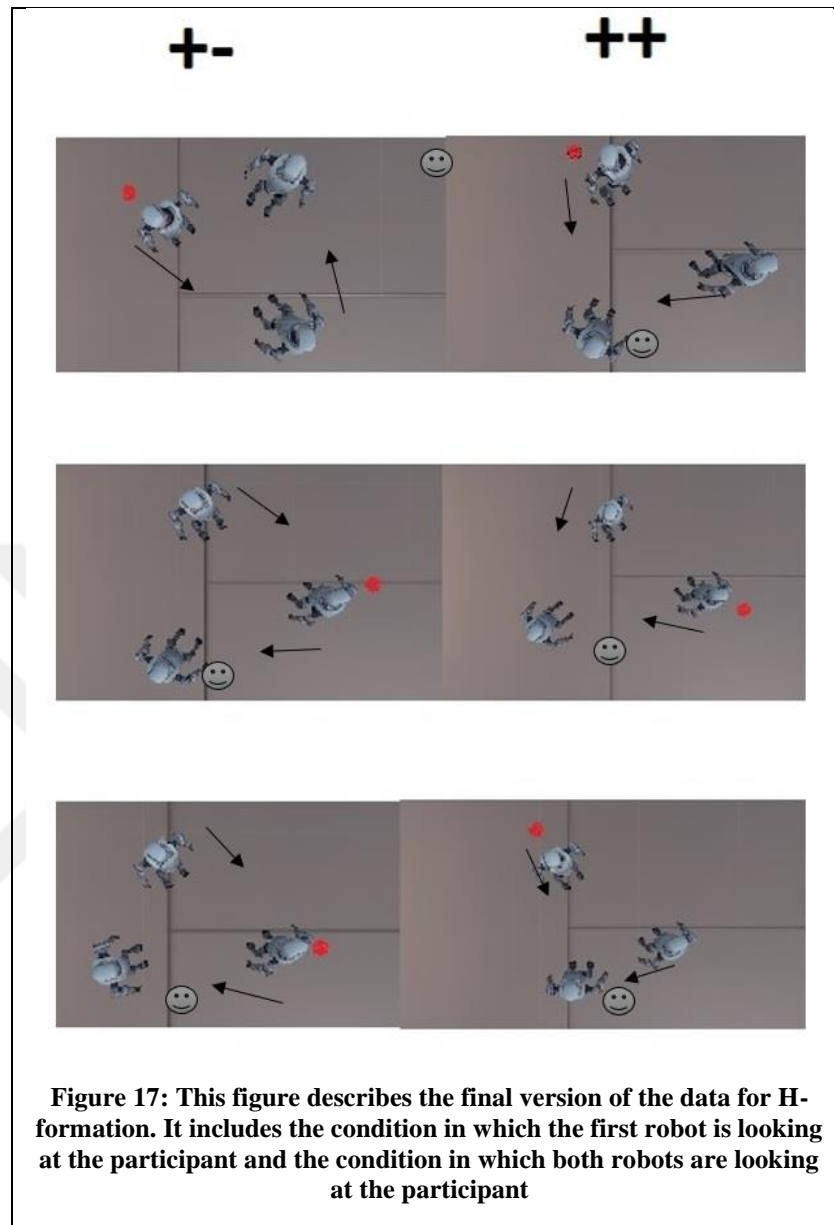 +- ++
Figure 17: This figure describes the final version of the data for H-
formation. It includes the condition in which the first robot is looking
at the participant and the condition in which both robots are looking
at the participant